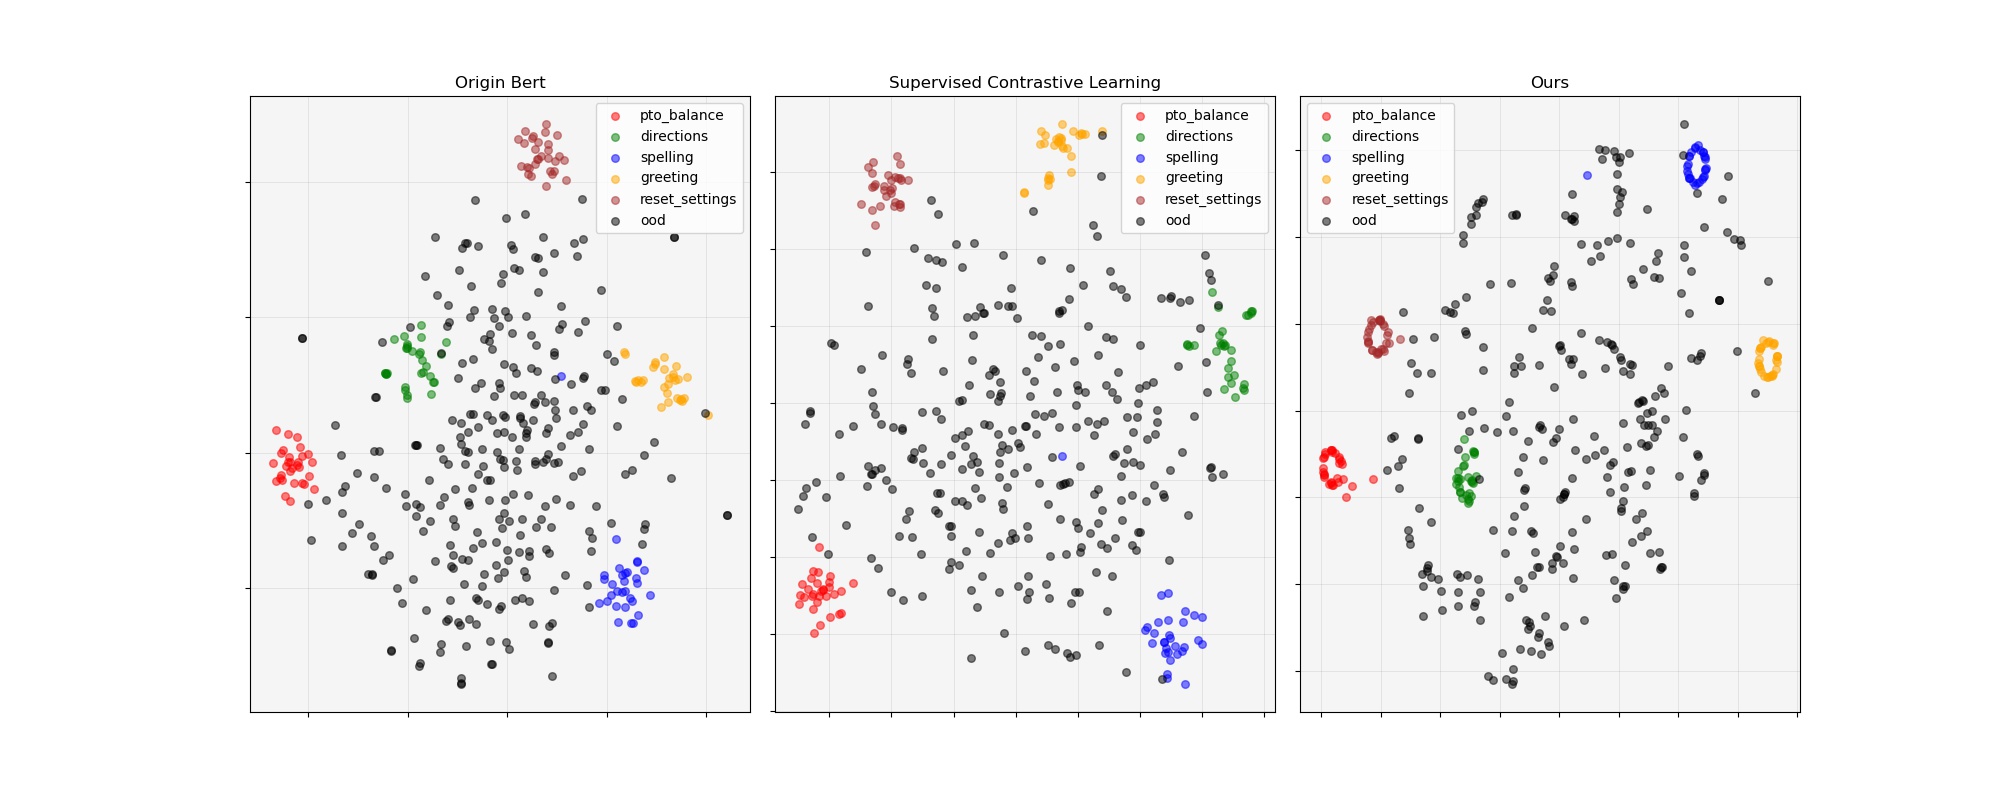 Origin Bert
pto_balance
directions
spelling
greeting
reset_settings
ood
Supervised Contrastive Learning
pto_balance
directions
spelling
greeting
reset_settings
ood
Ours
pto_balance
directions
spelling
greeting
reset_settings
ood